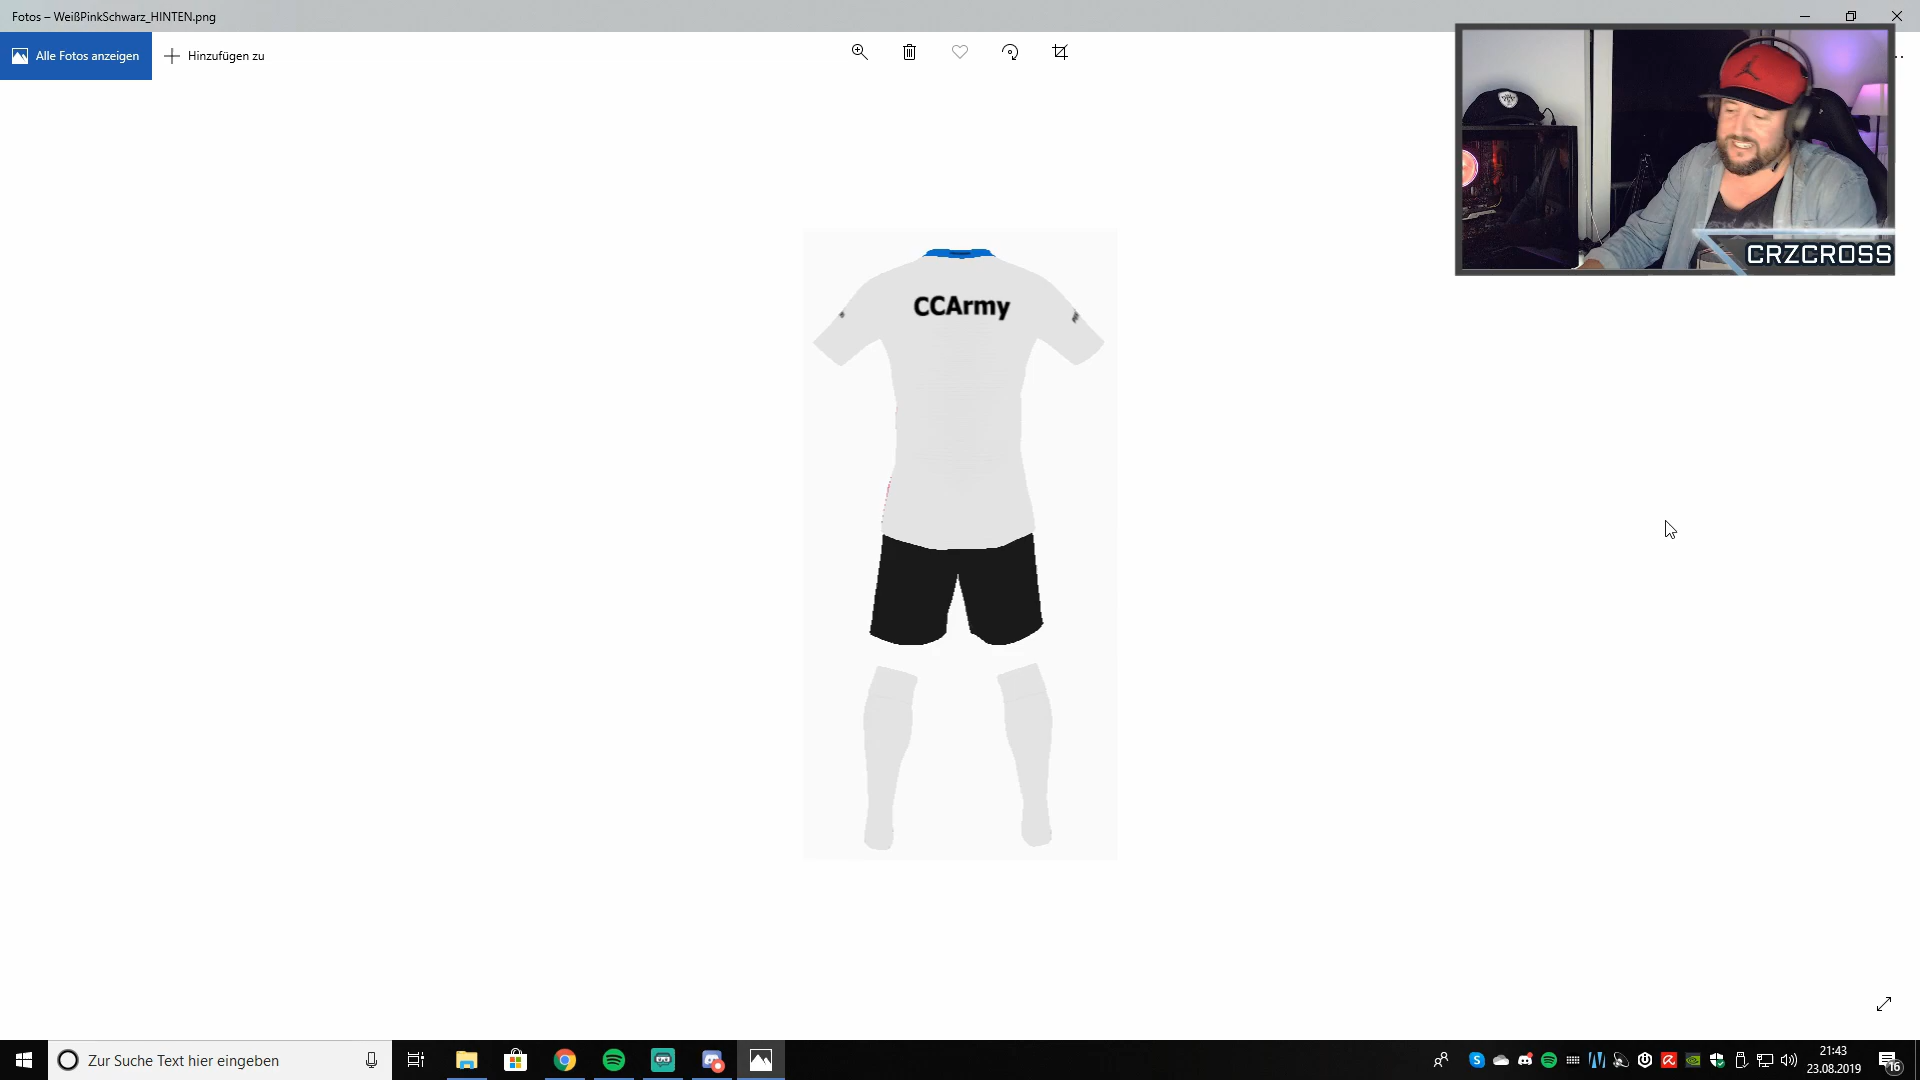 Fotos – WeißPinkSchwarz_HINTEN.png
Alle Fotos anzeigen
Hinzufügen zu
CRZCROSS
CCArmy
Zur Suche Text hier eingeben
21:43
23.08.2019
16